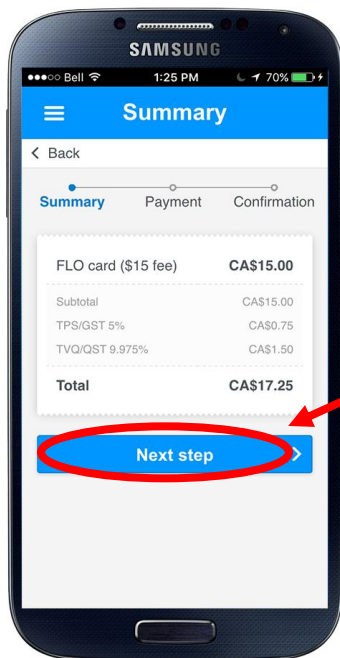 SAMSUNG
Bell 1:25 PM 70%
Summary
Back
Summary Payment Confirmation
FLO card ($15 fee) CA$15.00
Subtotal CA$15.00
TPS/GST 5% CA$0.75
TVQ/QST 9.975% CA$1.50
Total CA$17.25
Next step